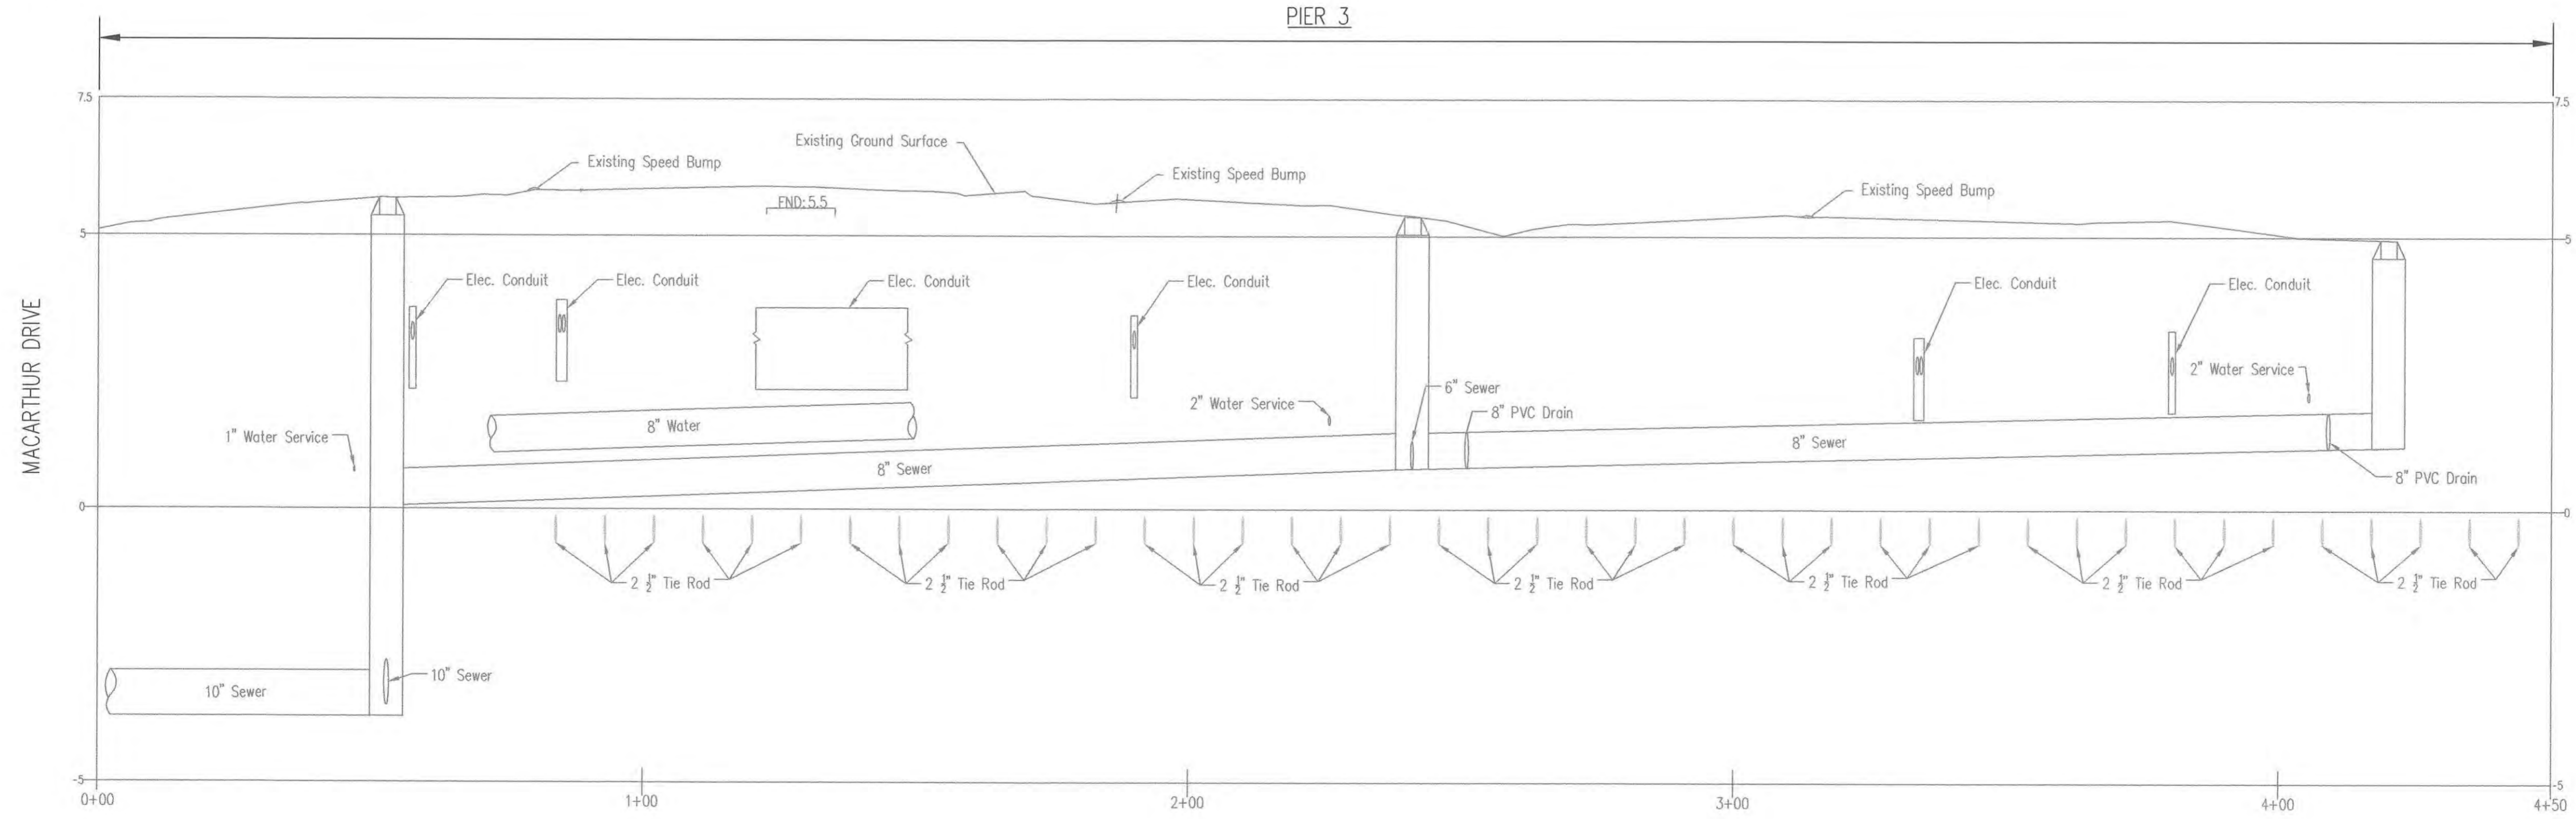 PIER 3
7.5
7.5
Existing Ground Surface
Existing Speed Bump
Existing Speed Bump
Existing Speed Bump
FND: 5.5
5
5
Elec. Conduit
Elec. Conduit
Elec. Conduit
Elec. Conduit
Elec. Conduit
Elec. Conduit
MACARTHUR DRIVE
2" Water Service
6" Sewer
2" Water Service
8" PVC Drain
8" Water
1" Water Service
8" Sewer
8" Sewer
8" PVC Drain
0
0
2 ½" Tie Rod
2 ½" Tie Rod
2 ½" Tie Rod
2 ½" Tie Rod
2 ½" Tie Rod
2 ½" Tie Rod
2 ½" Tie Rod
10" Sewer
10" Sewer
-5
-5
0+00
1+00
2+00
3+00
4+00
4+50